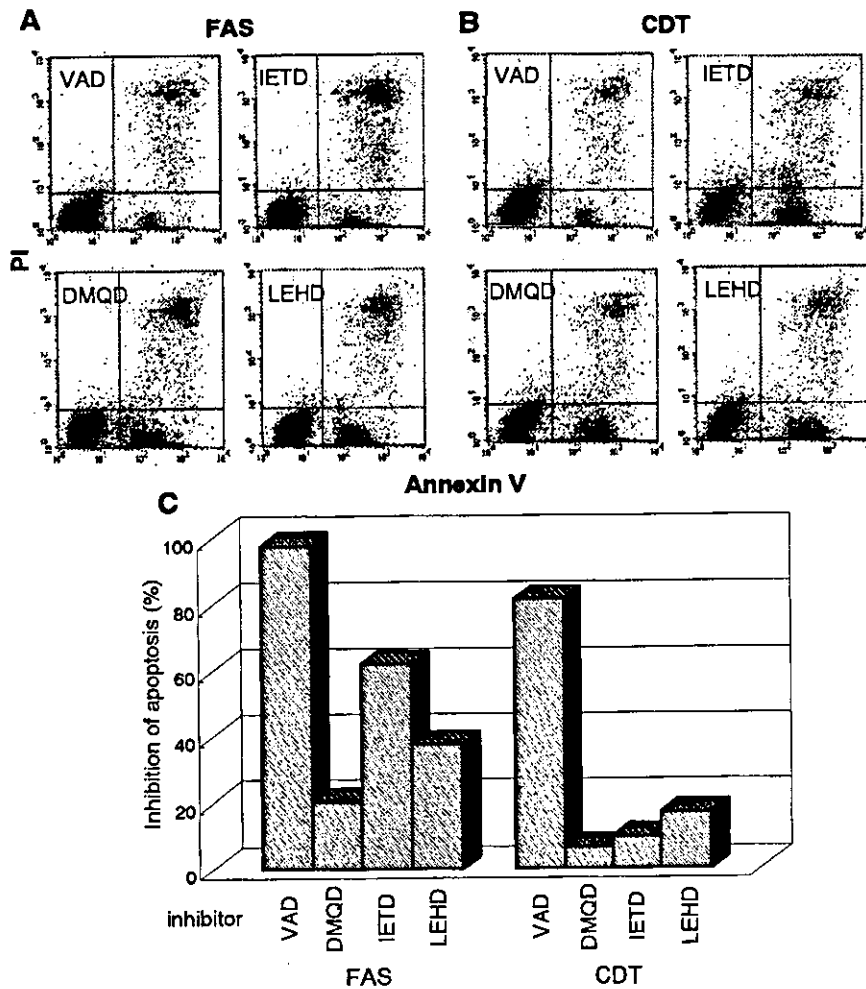 A FAS B CDT
VAD IETD VAD IETD
PI
DMQD LEHD DMQD LEHD
Annexin V
C
Inhibition of apoptosis (%)
100
80
60
40
20
0
inhibitor VAD DMQD IETD LEHD VAD DMQD IETD LEHD
FAS CDT